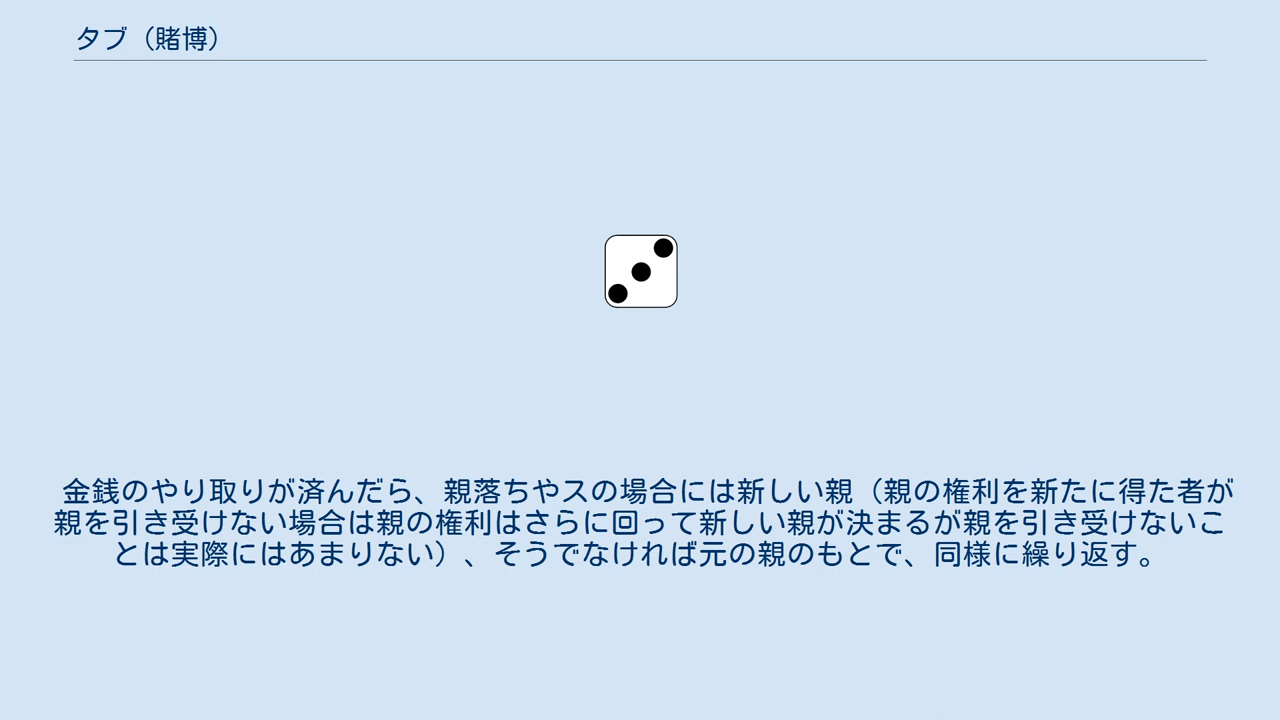 タブ（賭博）
金銭のやり取りが済んだら、親落ちやスの場合には新しい親（親の権利を新たに得た者が
親を引き受けない場合は親の権利はさらに回って新しい親が決まるが親を引き受けないこ
とは実際にはあまりない）、そうでなければ元の親のもとで、同様に繰り返す。